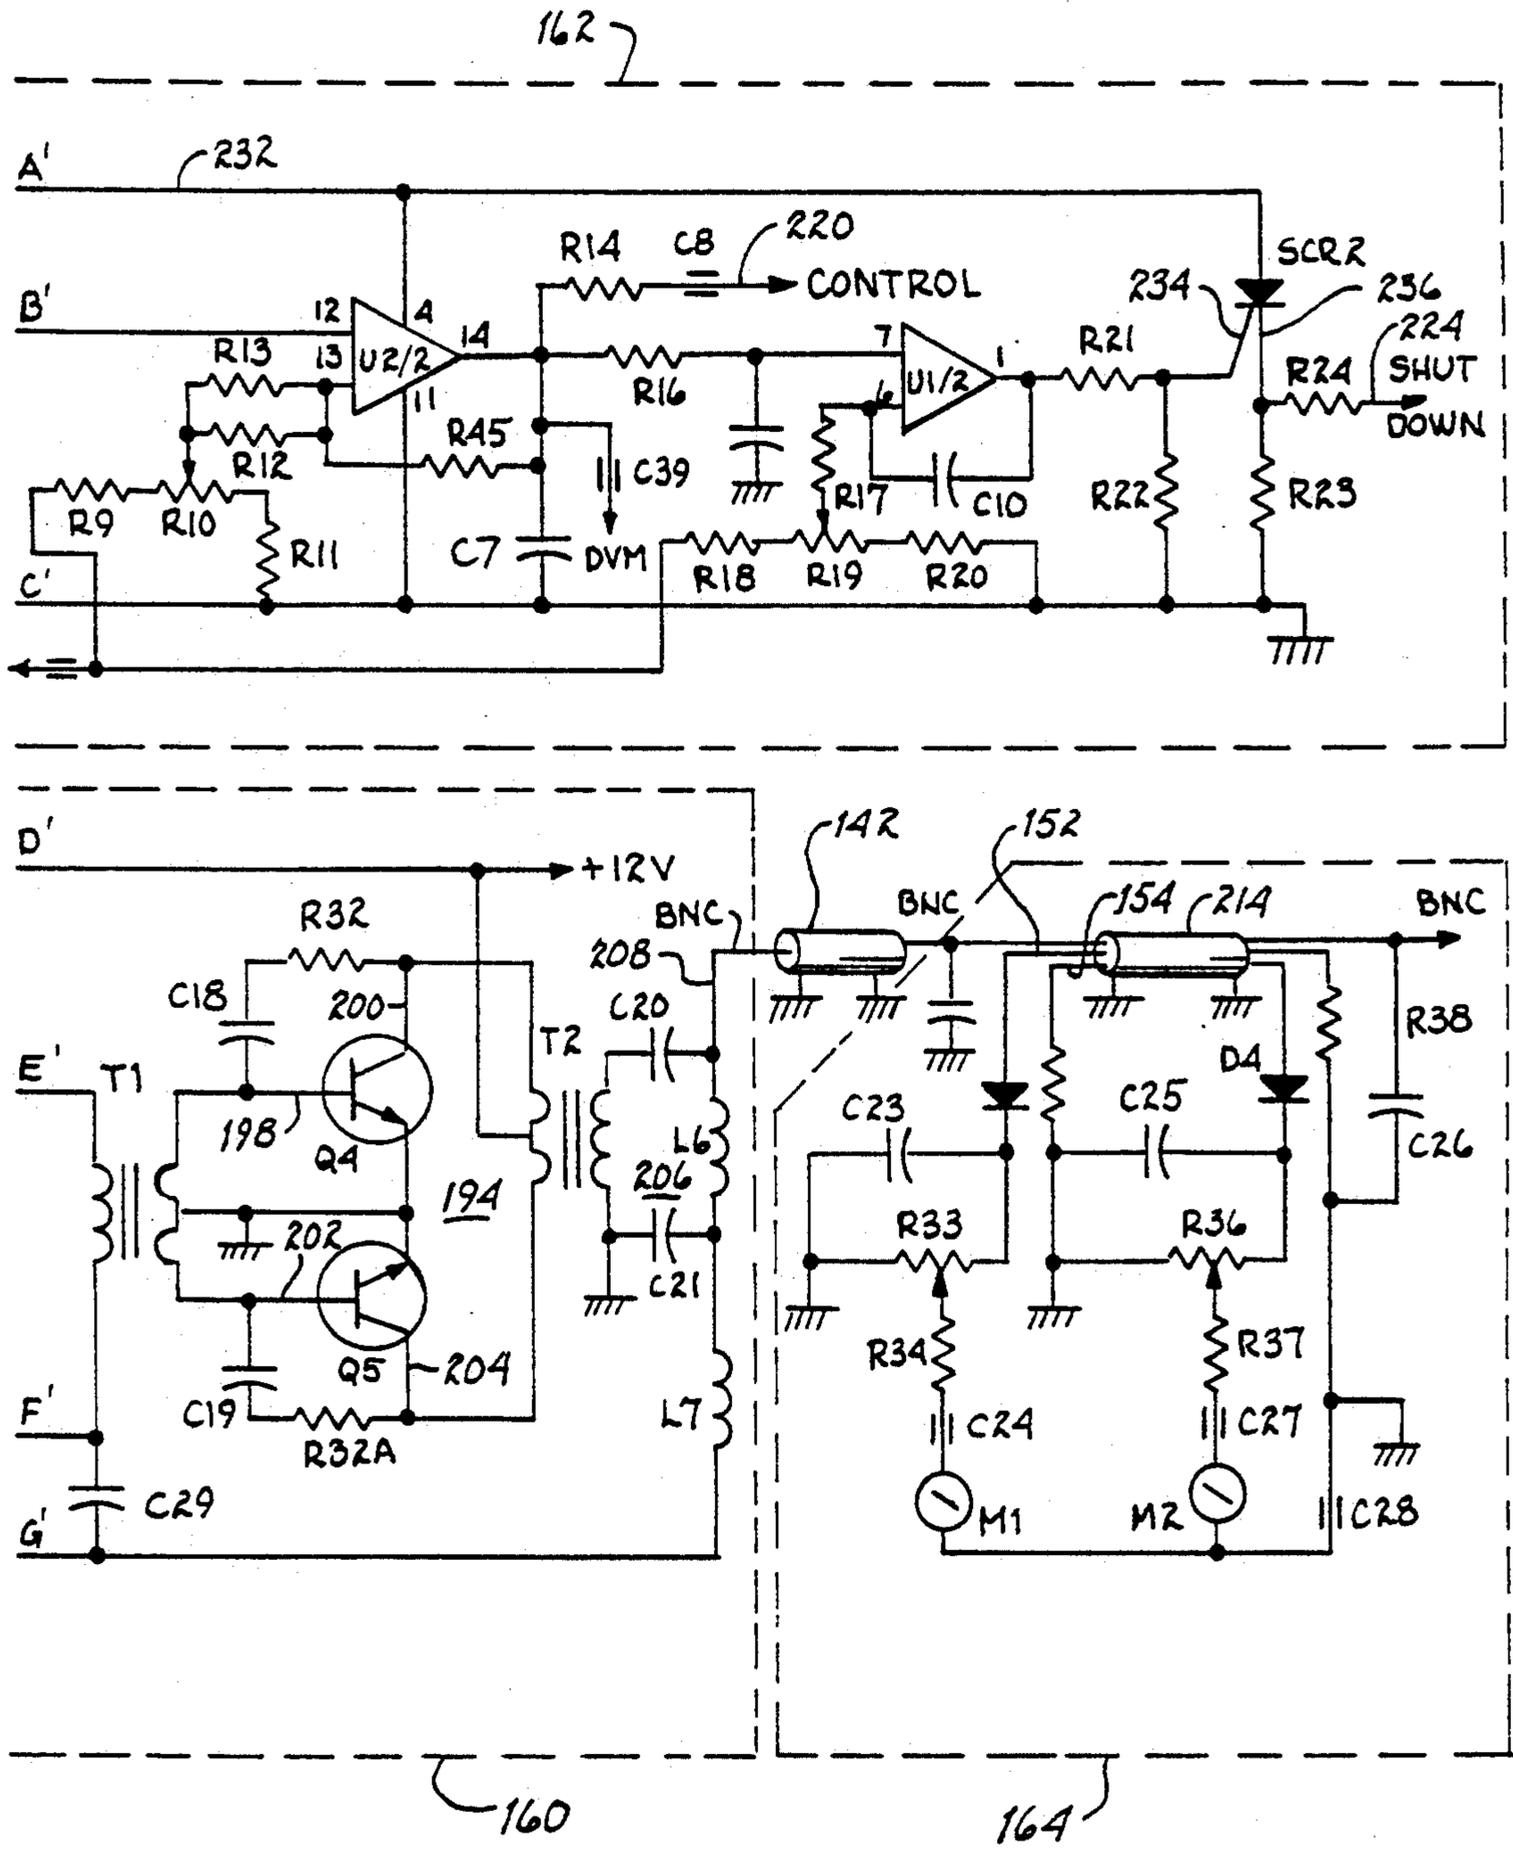 162
A'
232
R14
C8
220
CONTROL
SCR2
234
236
224
SHUT
DOWN
B'
12
4
14
R13
13
U2/2
11
R16
7
U1/2
1
6
R21
R24
R12
R45
C39
R17
C10
R22
R23
R9
R10
R11
C7
DVM
R18
R19
R20
C'
D'
+12V
142
152
BNC
BNC
154
214
BNC
R32
208
C18
200
C20
T2
R38
E'
T1
D4
C23
C25
198
Q4
L6
C26
194
206
202
R33
R36
C21
Q5
204
R34
R37
F'
C19
R32A
L7
C24
C27
C29
M1
M2
C28
G'
160
164